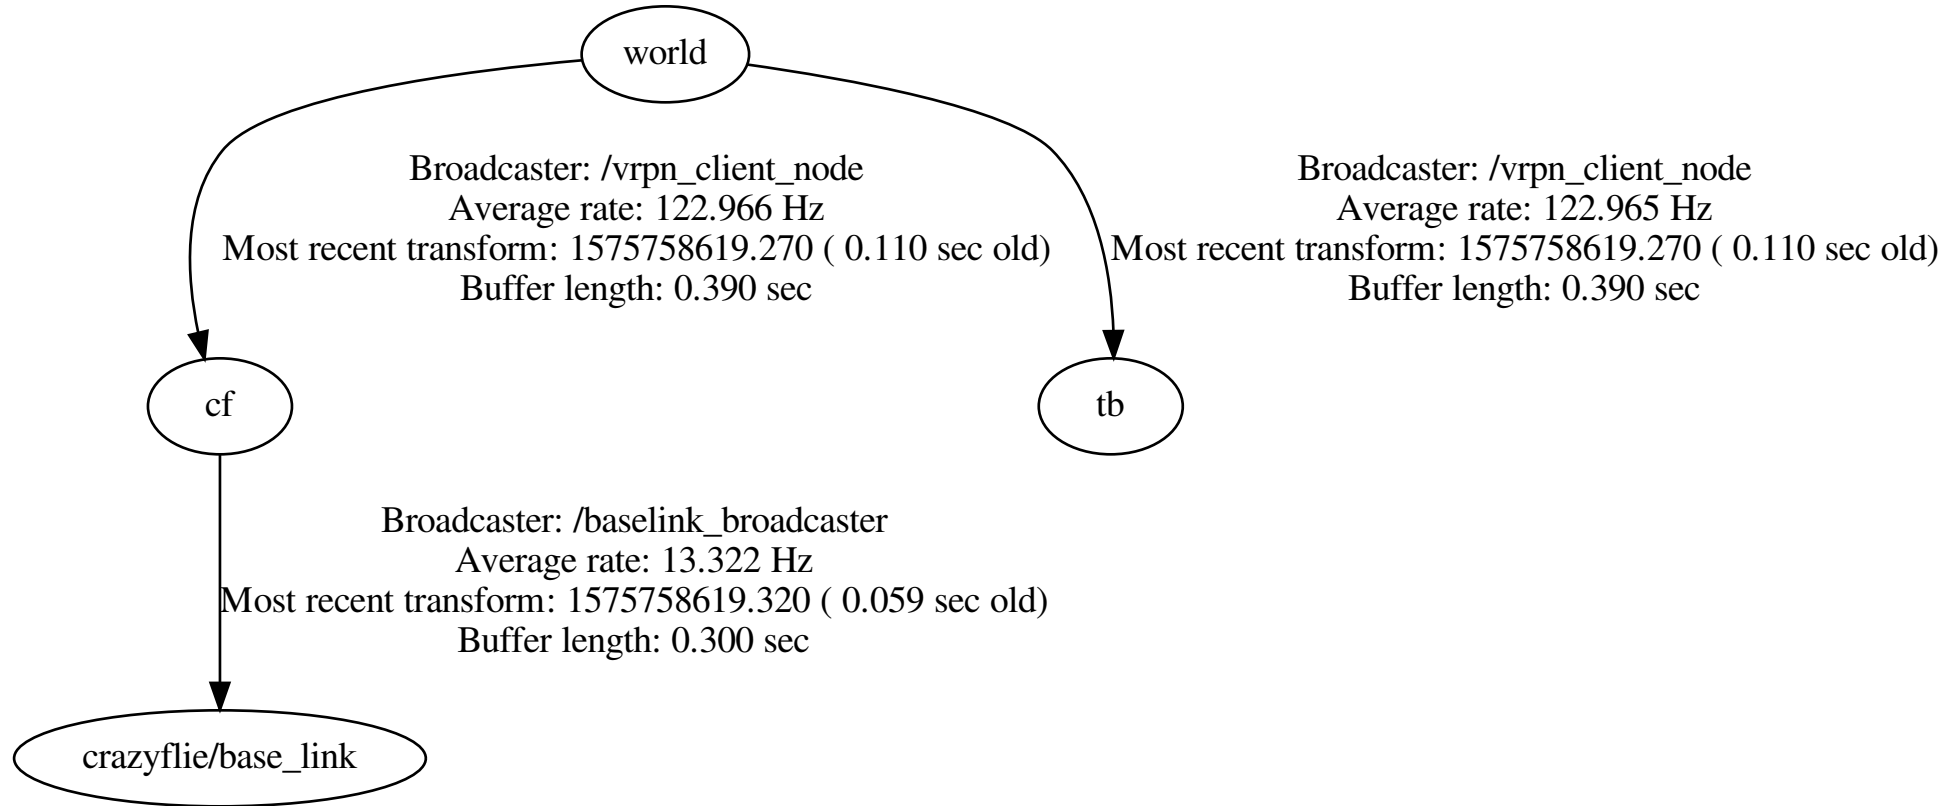 world
Broadcaster: /vrpn_client_node
Average rate: 122.966 Hz
Most recent transform: 1575758619.270 ( 0.110 sec old)
Buffer length: 0.390 sec
Broadcaster: /vrpn_client_node
Average rate: 122.965 Hz
Most recent transform: 1575758619.270 ( 0.110 sec old)
Buffer length: 0.390 sec
cf
tb
Broadcaster: /baselink_broadcaster
Average rate: 13.322 Hz
Most recent transform: 1575758619.320 ( 0.059 sec old)
Buffer length: 0.300 sec
crazyflie/base_link